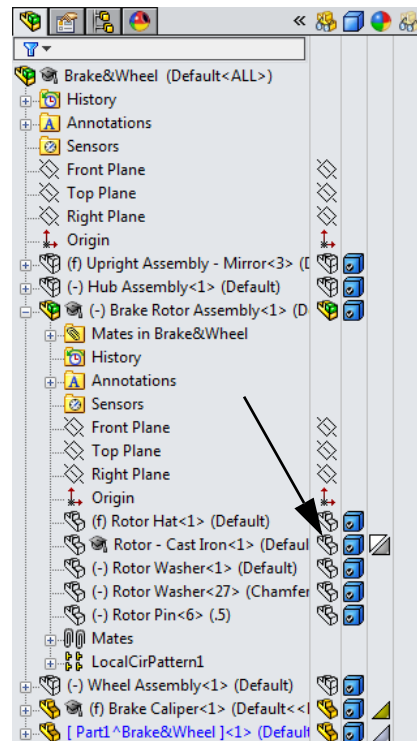 «
Brake&Wheel (Default<ALL>)
History
A Annotations
Sensors
Front Plane
Top Plane
Right Plane
Origin
(f) Upright Assembly - Mirror<3> (D
(-) Hub Assembly<1> (Default)
(-) Brake Rotor Assembly<1> (D
Mates in Brake&Wheel
History
A Annotations
Sensors
Front Plane
Top Plane
Right Plane
Origin
(f) Rotor Hat<1> (Default)
Rotor - Cast Iron<1> (Defaul
(-) Rotor Washer<1> (Default)
(-) Rotor Washer<27> (Chamfer
(-) Rotor Pin<6> (.5)
Mates
LocalCirPattern1
(-) Wheel Assembly<1> (Default)
(f) Brake Caliper<1> (Default<<
[ Part1^Brake&Wheel ]<1> (Default